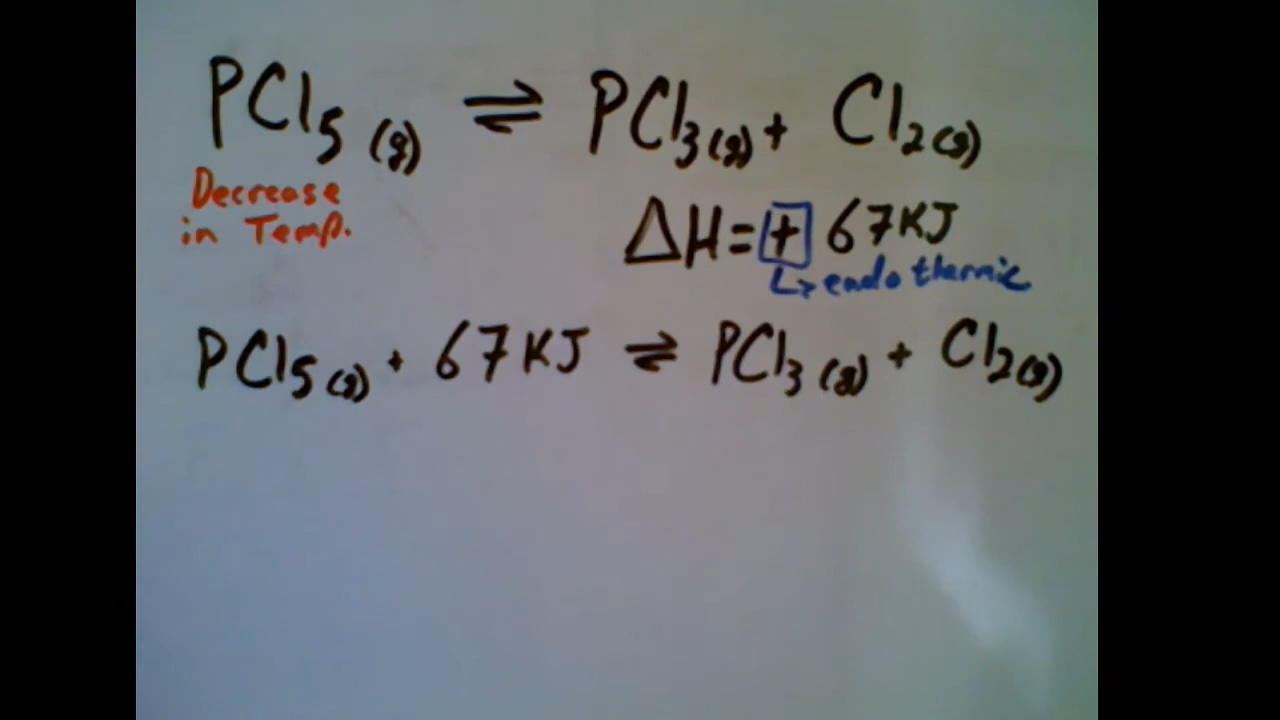 PCl₅ (g) ⇌ PCl₃ (g) + Cl₂ (g)
Decrease
in Temp.
ΔH = + 67 KJ
↳ endothermic
PCl₅ (g) + 67 KJ ⇌ PCl₃ (g) + Cl₂ (g)